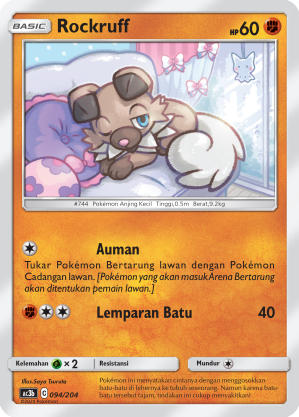 BASIC Rockruff HP60
#744 Pokémon Anjing Kecil Tinggi,0.5m Berat,9.2kg
Auman
Tukar Pokémon Bertarung lawan dengan Pokémon
Cadangan lawan. [Pokémon yang akan masuk Arena Bertarung
akan ditentukan pemain lawan.]
Lemparan Batu 40
Kelemahan ×2 Resistansi Mundur
Illus.Saya Tsuruta
Pokémon ini menyatakan cintanya dengan menggosokkan
batu-batu di lehernya ke tubuh seseorang. Namun karena batu-
batu tersebut tajam, tindakan ini cukup menyakitkan!
ac3b C 094/204